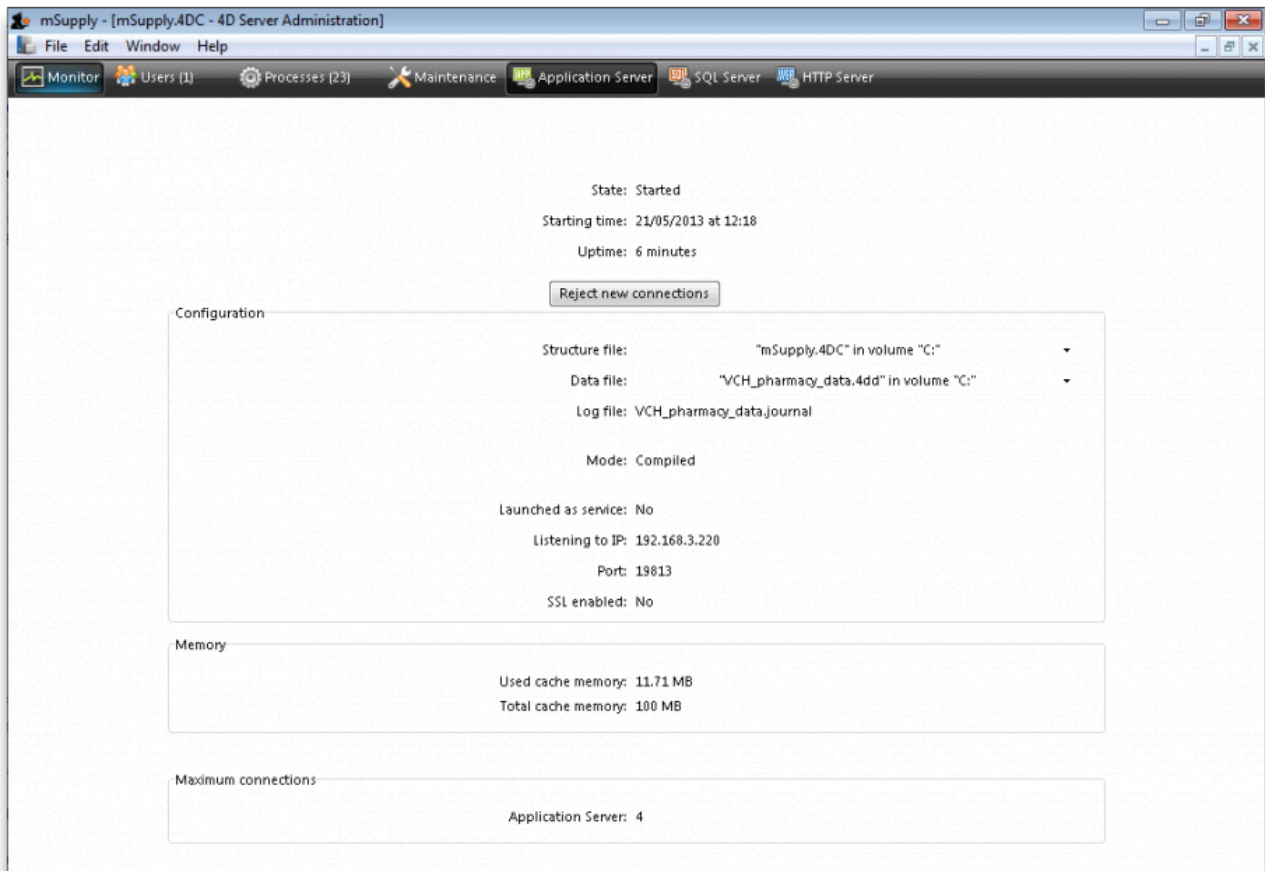 mSupply - [mSupply.4DC - 4D Server Administration]
File Edit Window Help
Monitor Users (1) Processes (23) Maintenance Application Server SQL Server HTTP Server
State: Started
Starting time: 21/05/2013 at 12:18
Uptime: 6 minutes
Reject new connections
Configuration
Structure file: "mSupply.4DC" in volume "C:"
Data file: "VCH_pharmacy_data.4dd" in volume "C:"
Log file: VCH_pharmacy_data.journal
Mode: Compiled
Launched as service: No
Listening to IP: 192.168.3.220
Port: 19813
SSL enabled: No
Memory
Used cache memory: 11.71 MB
Total cache memory: 100 MB
Maximum connections
Application Server: 4